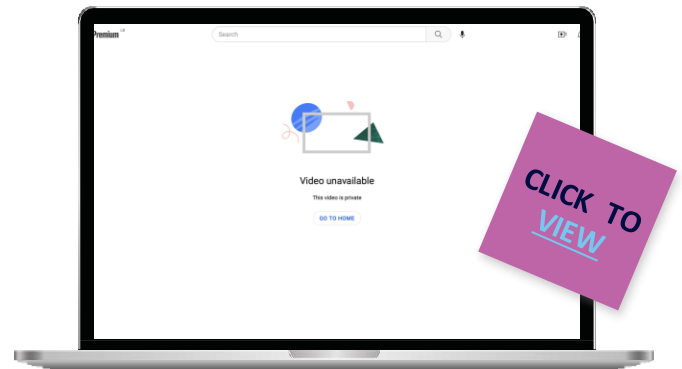 Premium
Search
Video unavailable
This video is private
GO TO HOME
CLICK TO
VIEW